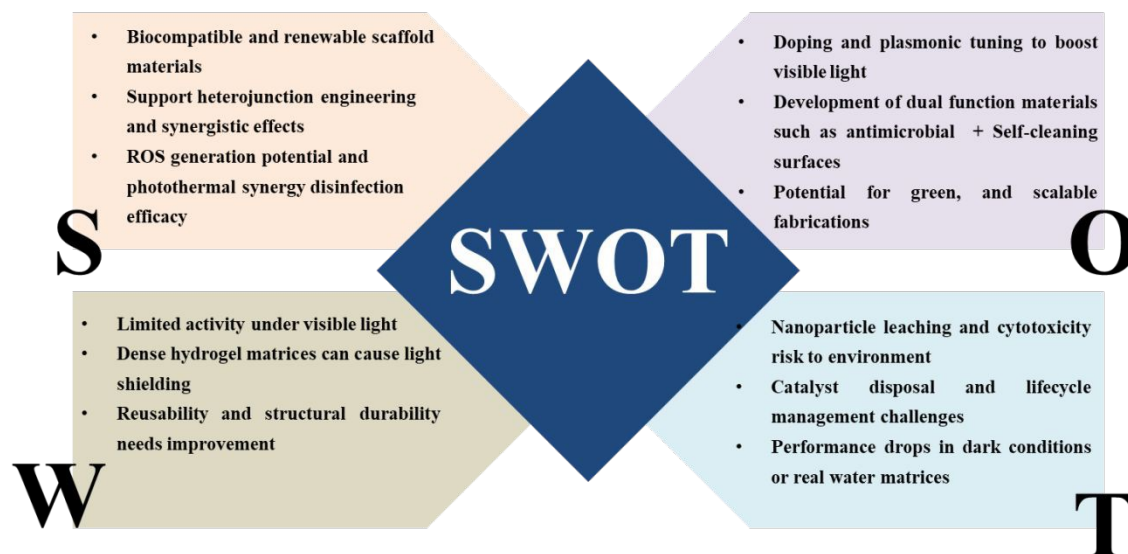 • Biocompatible and renewable scaffold
materials
• Support heterojunction engineering
and synergistic effects
• ROS generation potential and
photothermal synergy disinfection
efficacy
S
• Doping and plasmonic tuning to boost
visible light
• Development of dual function materials
such as antimicrobial + Self-cleaning
surfaces
• Potential for green, and scalable
fabrications
O
SWOT
• Limited activity under visible light
• Dense hydrogel matrices can cause light
shielding
• Reusability and structural durability
needs improvement
W
• Nanoparticle leaching and cytotoxicity
risk to environment
• Catalyst disposal and lifecycle
management challenges
• Performance drops in dark conditions
or real water matrices
T